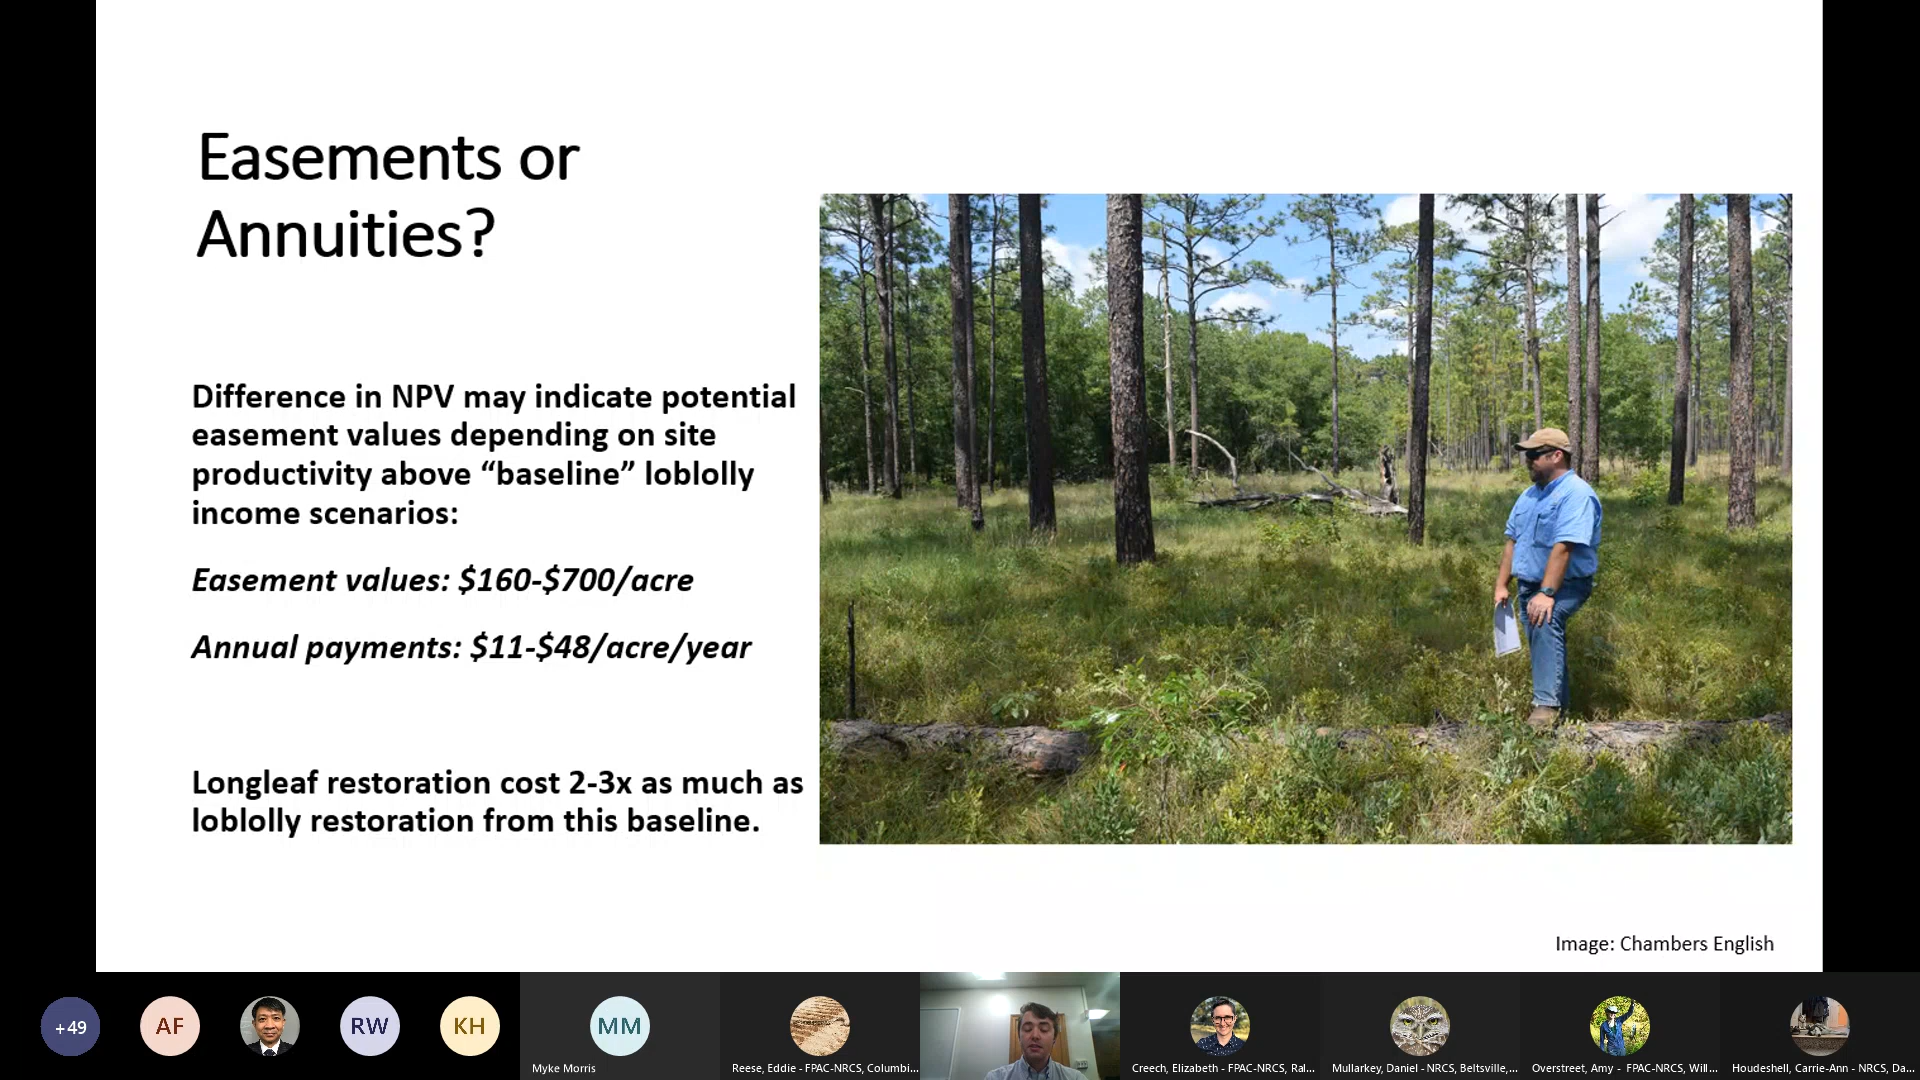 Easements or
Annuities?
Difference in NPV may indicate potential
easement values depending on site
productivity above “baseline” loblolly
income scenarios:
Easement values: $160-$700/acre
Annual payments: $11-$48/acre/year
Longleaf restoration cost 2-3x as much as
loblolly restoration from this baseline.
Image: Chambers English
+49
AF
RW
KH
MM
Myke Morris
Reese, Eddie - FPAC-NRCS, Columbi...
Creech, Elizabeth - FPAC-NRCS, Ral...
Mullarkey, Daniel - NRCS, Beltsville,...
Overstreet, Amy - FPAC-NRCS, Will...
Houdeshell, Carrie-Ann - NRCS, Da...